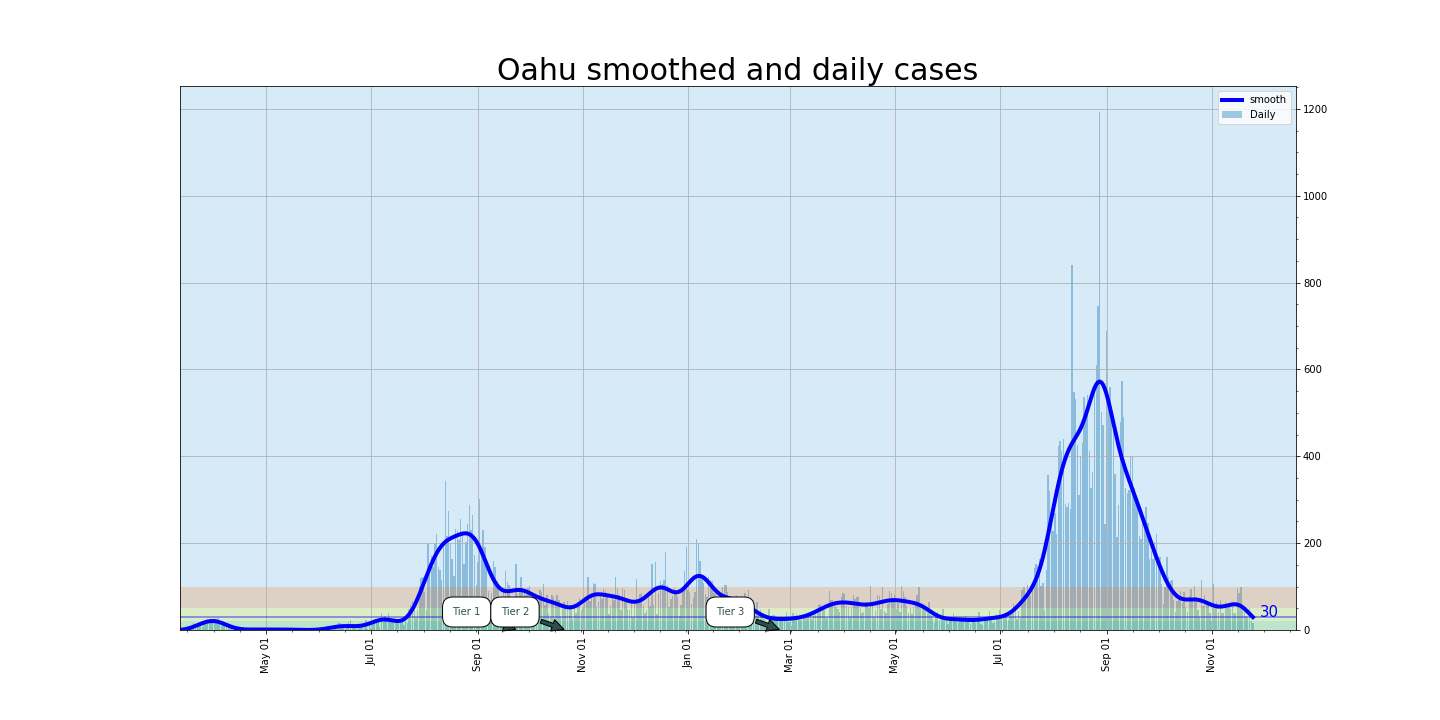 Oahu smoothed and daily cases
smooth
Daily
1200
1000
800
600
400
200
0
Tier 1
Tier 2
Tier 3
30
May 01
Jul 01
Sep 01
Nov 01
Jan 01
Mar 01
May 01
Jul 01
Sep 01
Nov 01